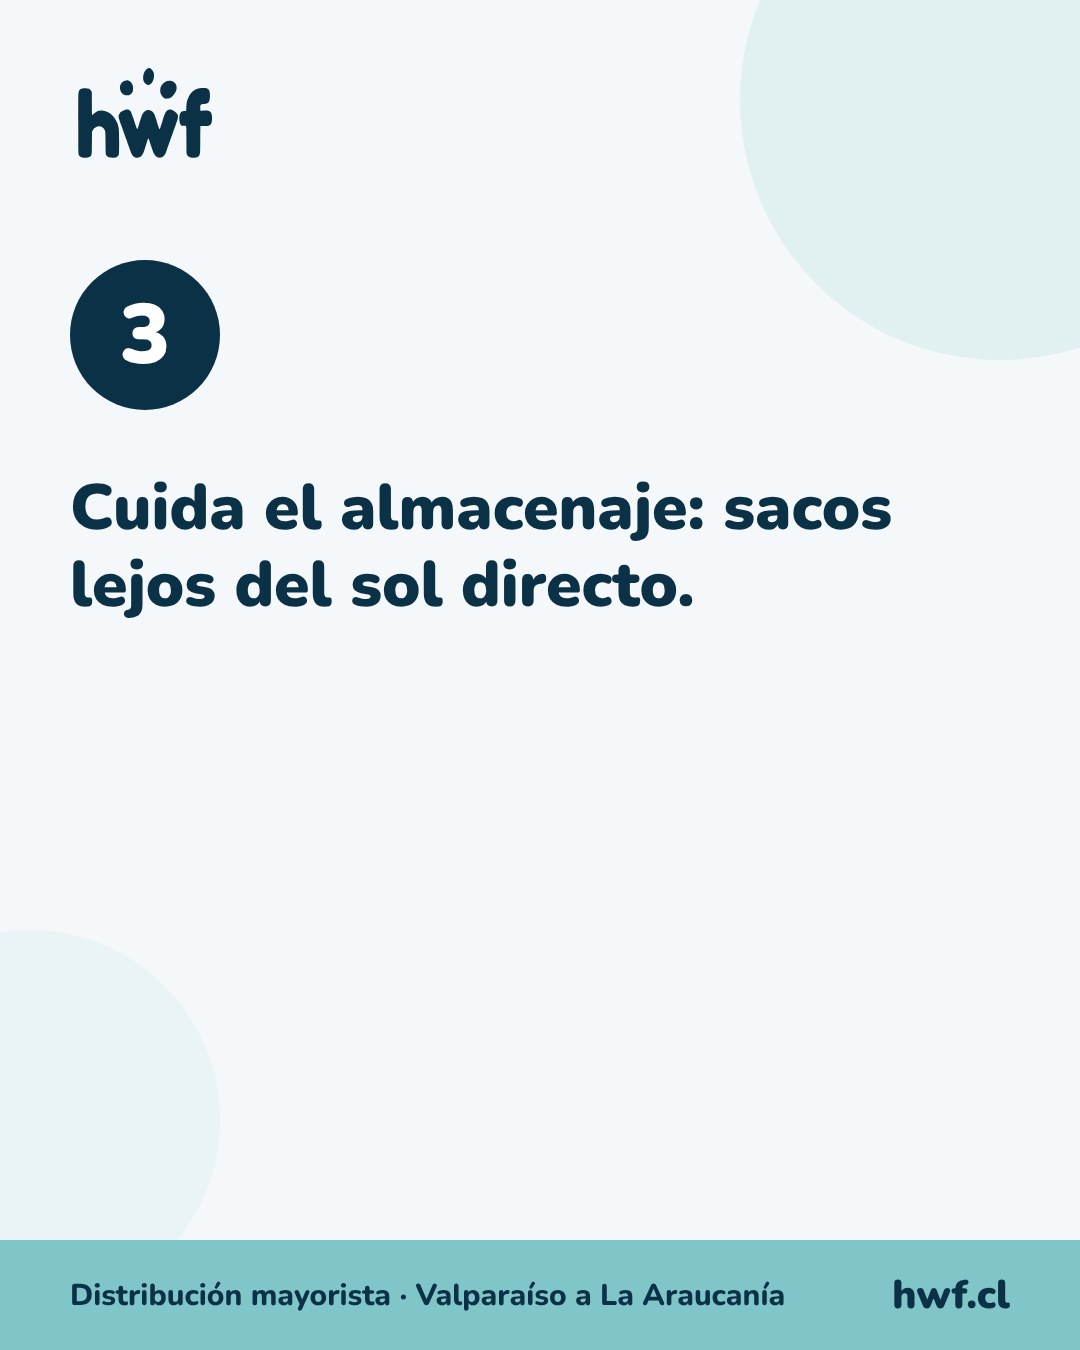 hwf
3
Cuida el almacenaje: sacos
lejos del sol directo.
Distribución mayorista · Valparaíso a La Araucanía
hwf.cl